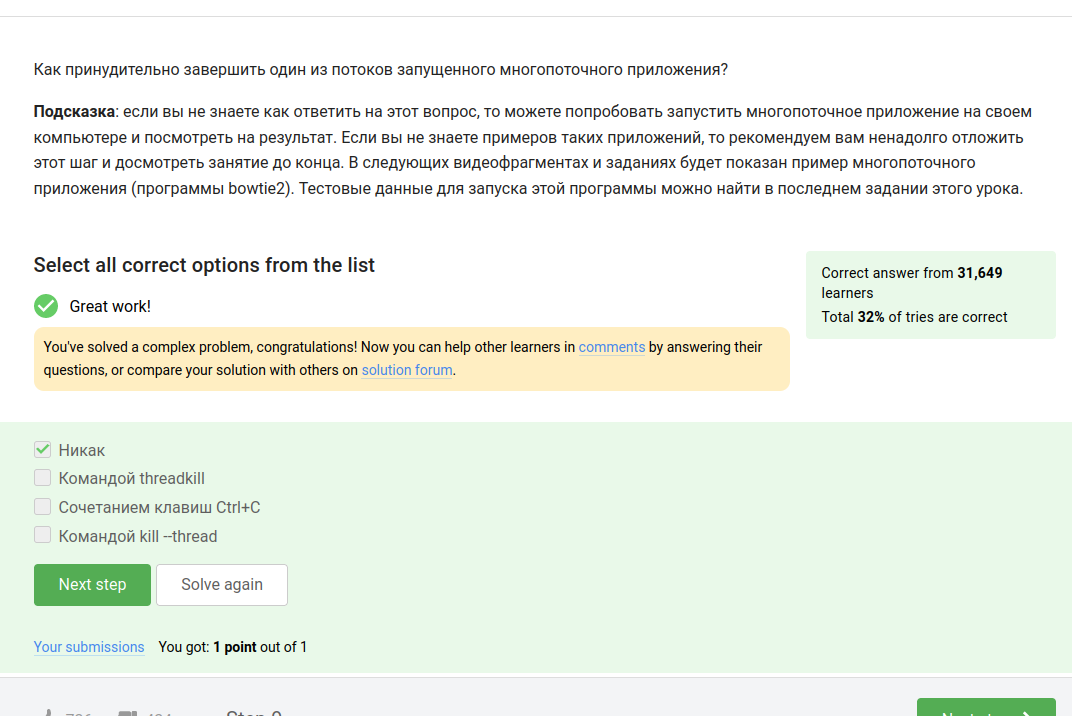 Как принудительно завершить один из потоков запущенного многопоточного приложения?
Подсказка: если вы не знаете как ответить на этот вопрос, то можете попробовать запустить многопоточное приложение на своем
компьютере и посмотреть на результат. Если вы не знаете примеров таких приложений, то рекомендуем вам ненадолго отложить
этот шаг и досмотреть занятие до конца. В следующих видеофрагментах и заданиях будет показан пример многопоточного
приложения (программы bowtie2). Тестовые данные для запуска этой программы можно найти в последнем задании этого урока.
Select all correct options from the list
Correct answer from 31,649
learners
Total 32% of tries are correct
Great work!
You've solved a complex problem, congratulations! Now you can help other learners in comments by answering their
questions, or compare your solution with others on solution forum.
Никак
Командой threadkill
Сочетанием клавиш Ctrl+C
Командой kill --thread
Next step
Solve again
Your submissions You got: 1 point out of 1